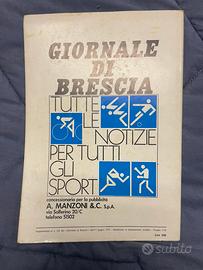 GIORNALE
DI
BRESCIA
TUTTE
LE
NOTIZIE
PER TUTTI
GLI
SPORT
concessionaria per la pubblicità
A. MANZONI &C. S.p.A.
via Solferino 20/C
telefono 51502
Subito